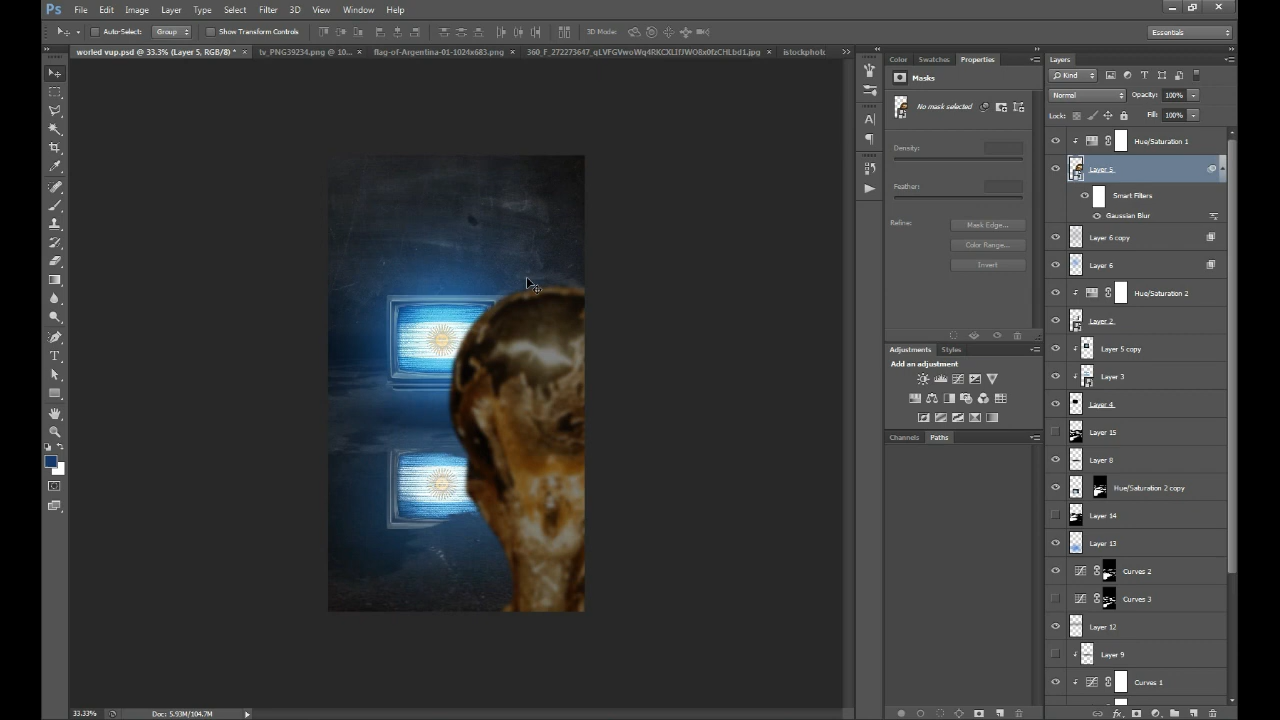 Ps File Edit Image Layer Type Select Filter 3D View Window Help
Auto-Select: Group Show Transform Controls 3D Mode: Essentials
worled vup.psd @ 33.3% (Layer 5, RGB/8) * × tv_PNG39234.png @ 10... × flag-of-Argentina-01-1024x683.png ×
Color Swatches Properties
Masks
No mask selected
Density:
Feather:
Refine: Mask Edge...
Color Range...
Invert
Adjustments Styles
Add an adjustment
Channels Paths
Layers
Kind
Normal Opacity: 100%
Lock: Fill: 100%
Hue/Saturation 1
Layer 5
Smart Filters
Gaussian Blur
Layer 6 copy
Layer 6
Hue/Saturation 2
Layer 2
Layer 5 copy
Layer 3
Layer 4
Layer 15
Layer 8
Hue/Saturation 2 copy
Layer 14
Layer 13
Curves 2
Curves 3
Layer 12
Layer 9
Curves 1
33.33% Doc: 5.93M/104.7M